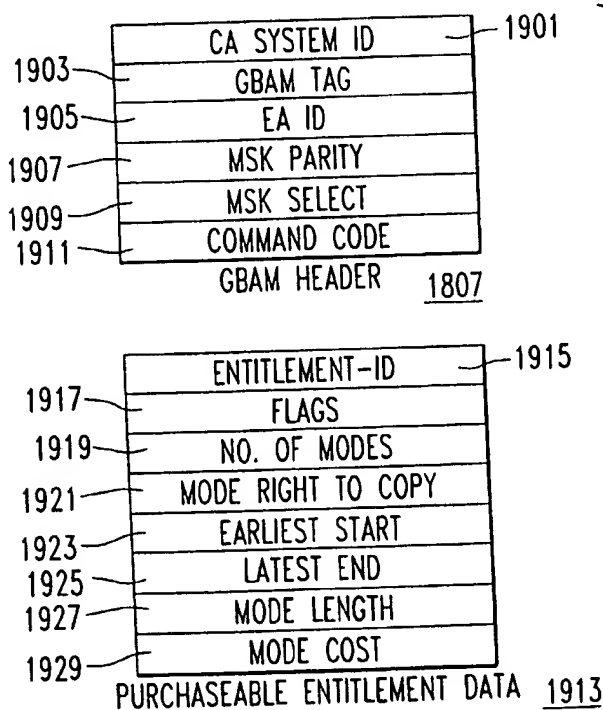 CA SYSTEM ID 1901
1903 GBAM TAG
1905 EA ID
1907 MSK PARITY
1909 MSK SELECT
1911 COMMAND CODE
GBAM HEADER 1807
ENTITLEMENT-ID 1915
1917 FLAGS
1919 NO. OF MODES
1921 MODE RIGHT TO COPY
1923 EARLIEST START
1925 LATEST END
1927 MODE LENGTH
1929 MODE COST
PURCHASEABLE ENTITLEMENT DATA 1913